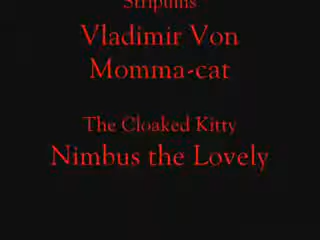 Vladimir Von
Momma-cat
The Cloaked Kitty
Nimbus the Lovely